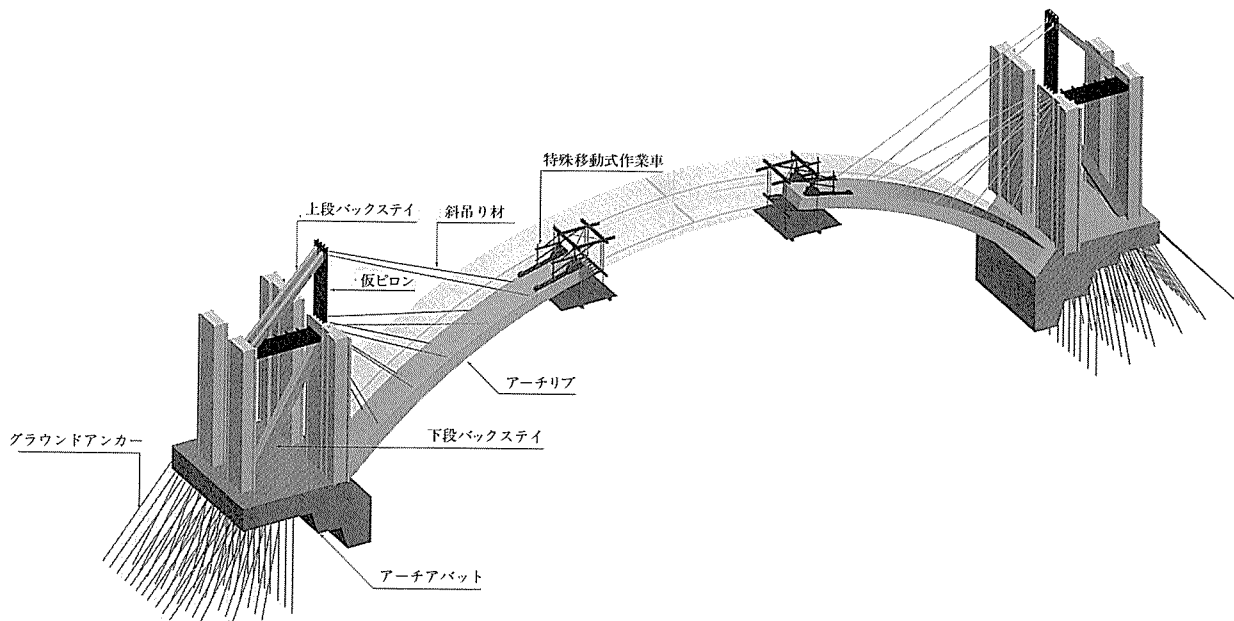 特殊移動式作業車
上段バックステイ
斜吊り材
仮ピロン
アーチリブ
グラウンドアンカー
下段バックステイ
アーチアバット